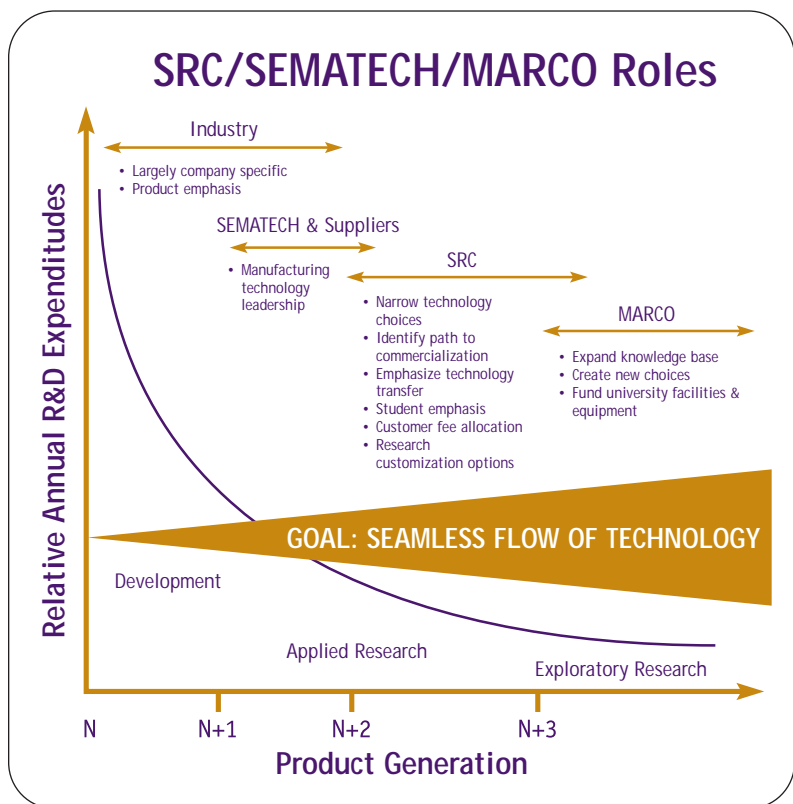 SRC/SEMATECH/MARCO Roles
Relative Annual R&D Expenditudes
Industry
• Largely company specific
• Product emphasis
SEMATECH & Suppliers
• Manufacturing
technology
leadership
SRC
• Narrow technology
choices
• Identify path to
commercialization
• Emphasize technology
transfer
• Student emphasis
• Customer fee allocation
• Research
customization options
MARCO
• Expand knowledge base
• Create new choices
• Fund university facilities &
equipment
GOAL: SEAMLESS FLOW OF TECHNOLOGY
Development
Applied Research
Exploratory Research
N N+1 N+2 N+3
Product Generation